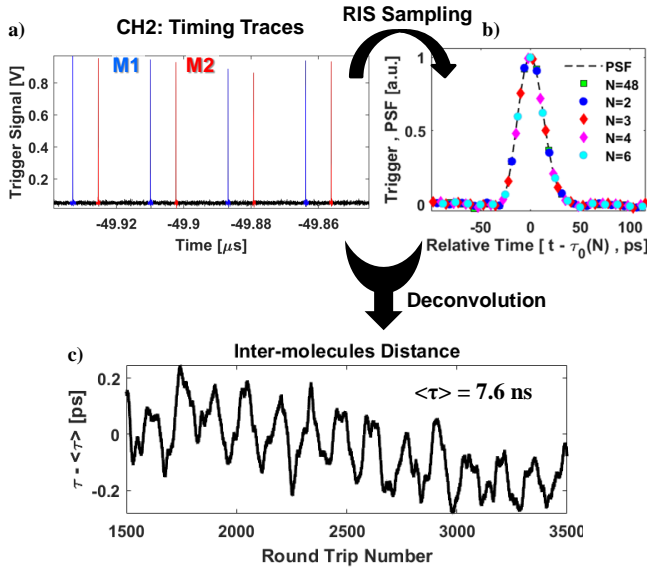 CH2: Timing Traces
RIS Sampling
a)
b)
Trigger Signal [V]
0.8
0.6
0.4
0.2
M1
M2
-49.92
-49.9
-49.88
-49.86
Time [μs]
Trigger , PSF [a.u.]
1
0.5
0
PSF
N=48
N=2
N=3
N=4
N=6
-50
0
50
100
Relative Time [ t - τ0(N) , ps]
Deconvolution
c)
Inter-molecules Distance
<τ> = 7.6 ns
τ - <τ> [ps]
0.2
0
-0.2
1500
2000
2500
3000
3500
Round Trip Number